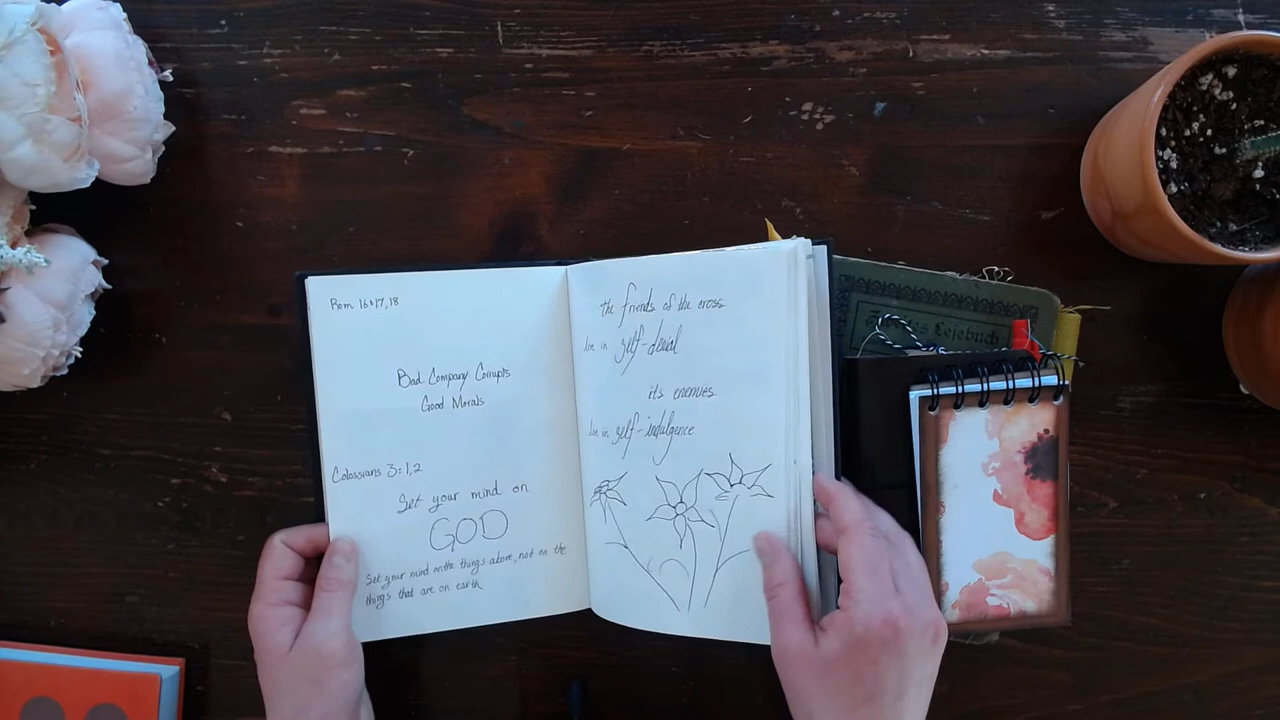 Rom 16:17,18
Bad Company Corrupts
Good Morals
Colossians 3:1,2
Set your mind on
GOD
Set your mind on the things above, not on the
things that are on earth
the friends of the cross
live in self-denial
its enemies
live in self-indulgence
Lesebuch